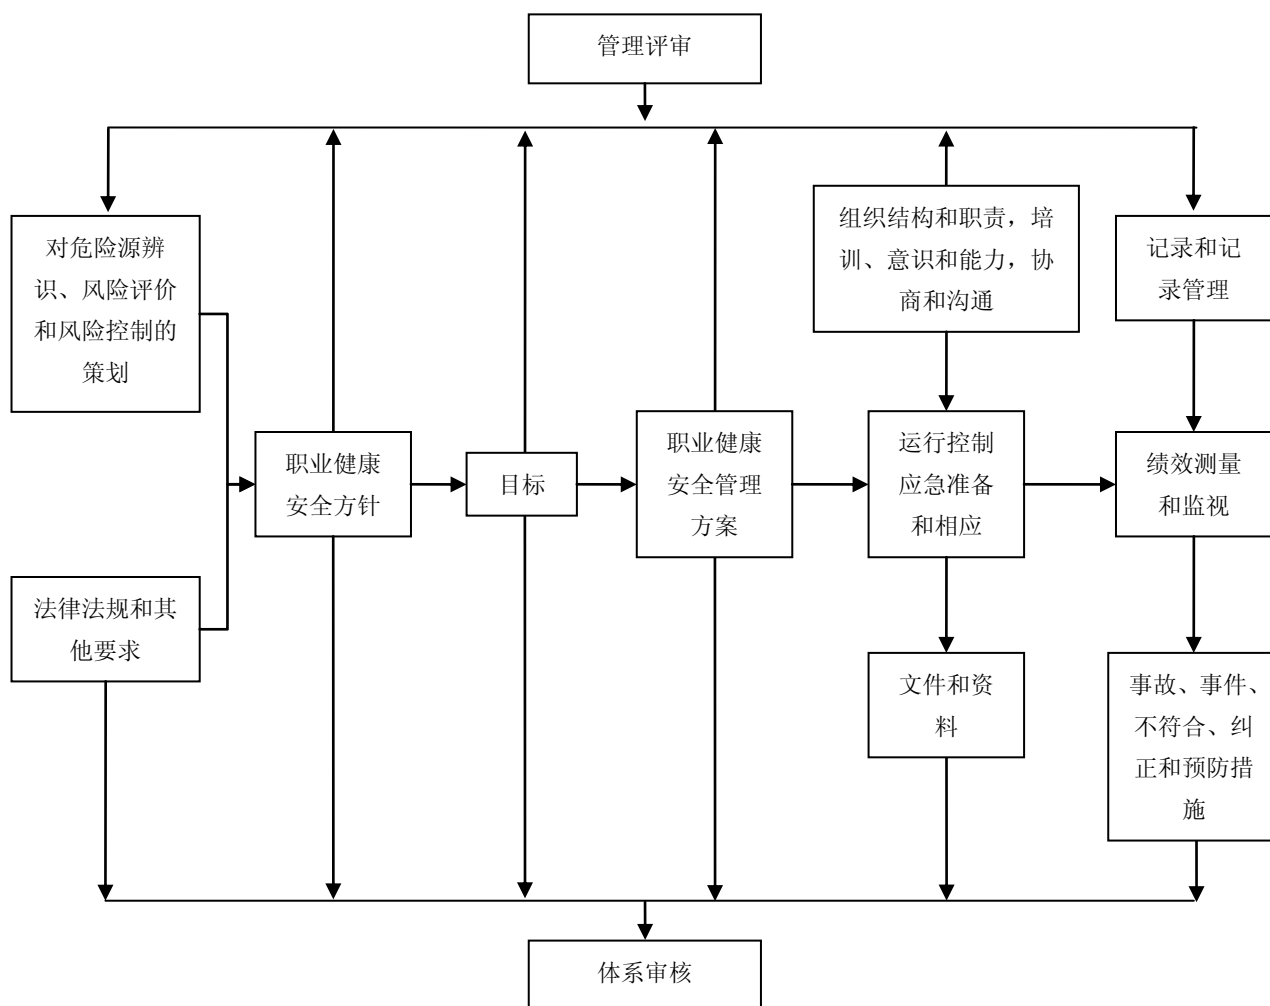 管理评审
对危险源辨
识、风险评价
和风险控制的
策划
组织结构和职责，培
训、意识和能力，协
商和沟通
记录和记
录管理
职业健康
安全方针
目标
职业健康
安全管理
方案
运行控制
应急准备
和相应
绩效测量
和监视
法律法规和其
他要求
文件和资
料
事故、事件、
不符合、纠
正和预防措
施
体系审核